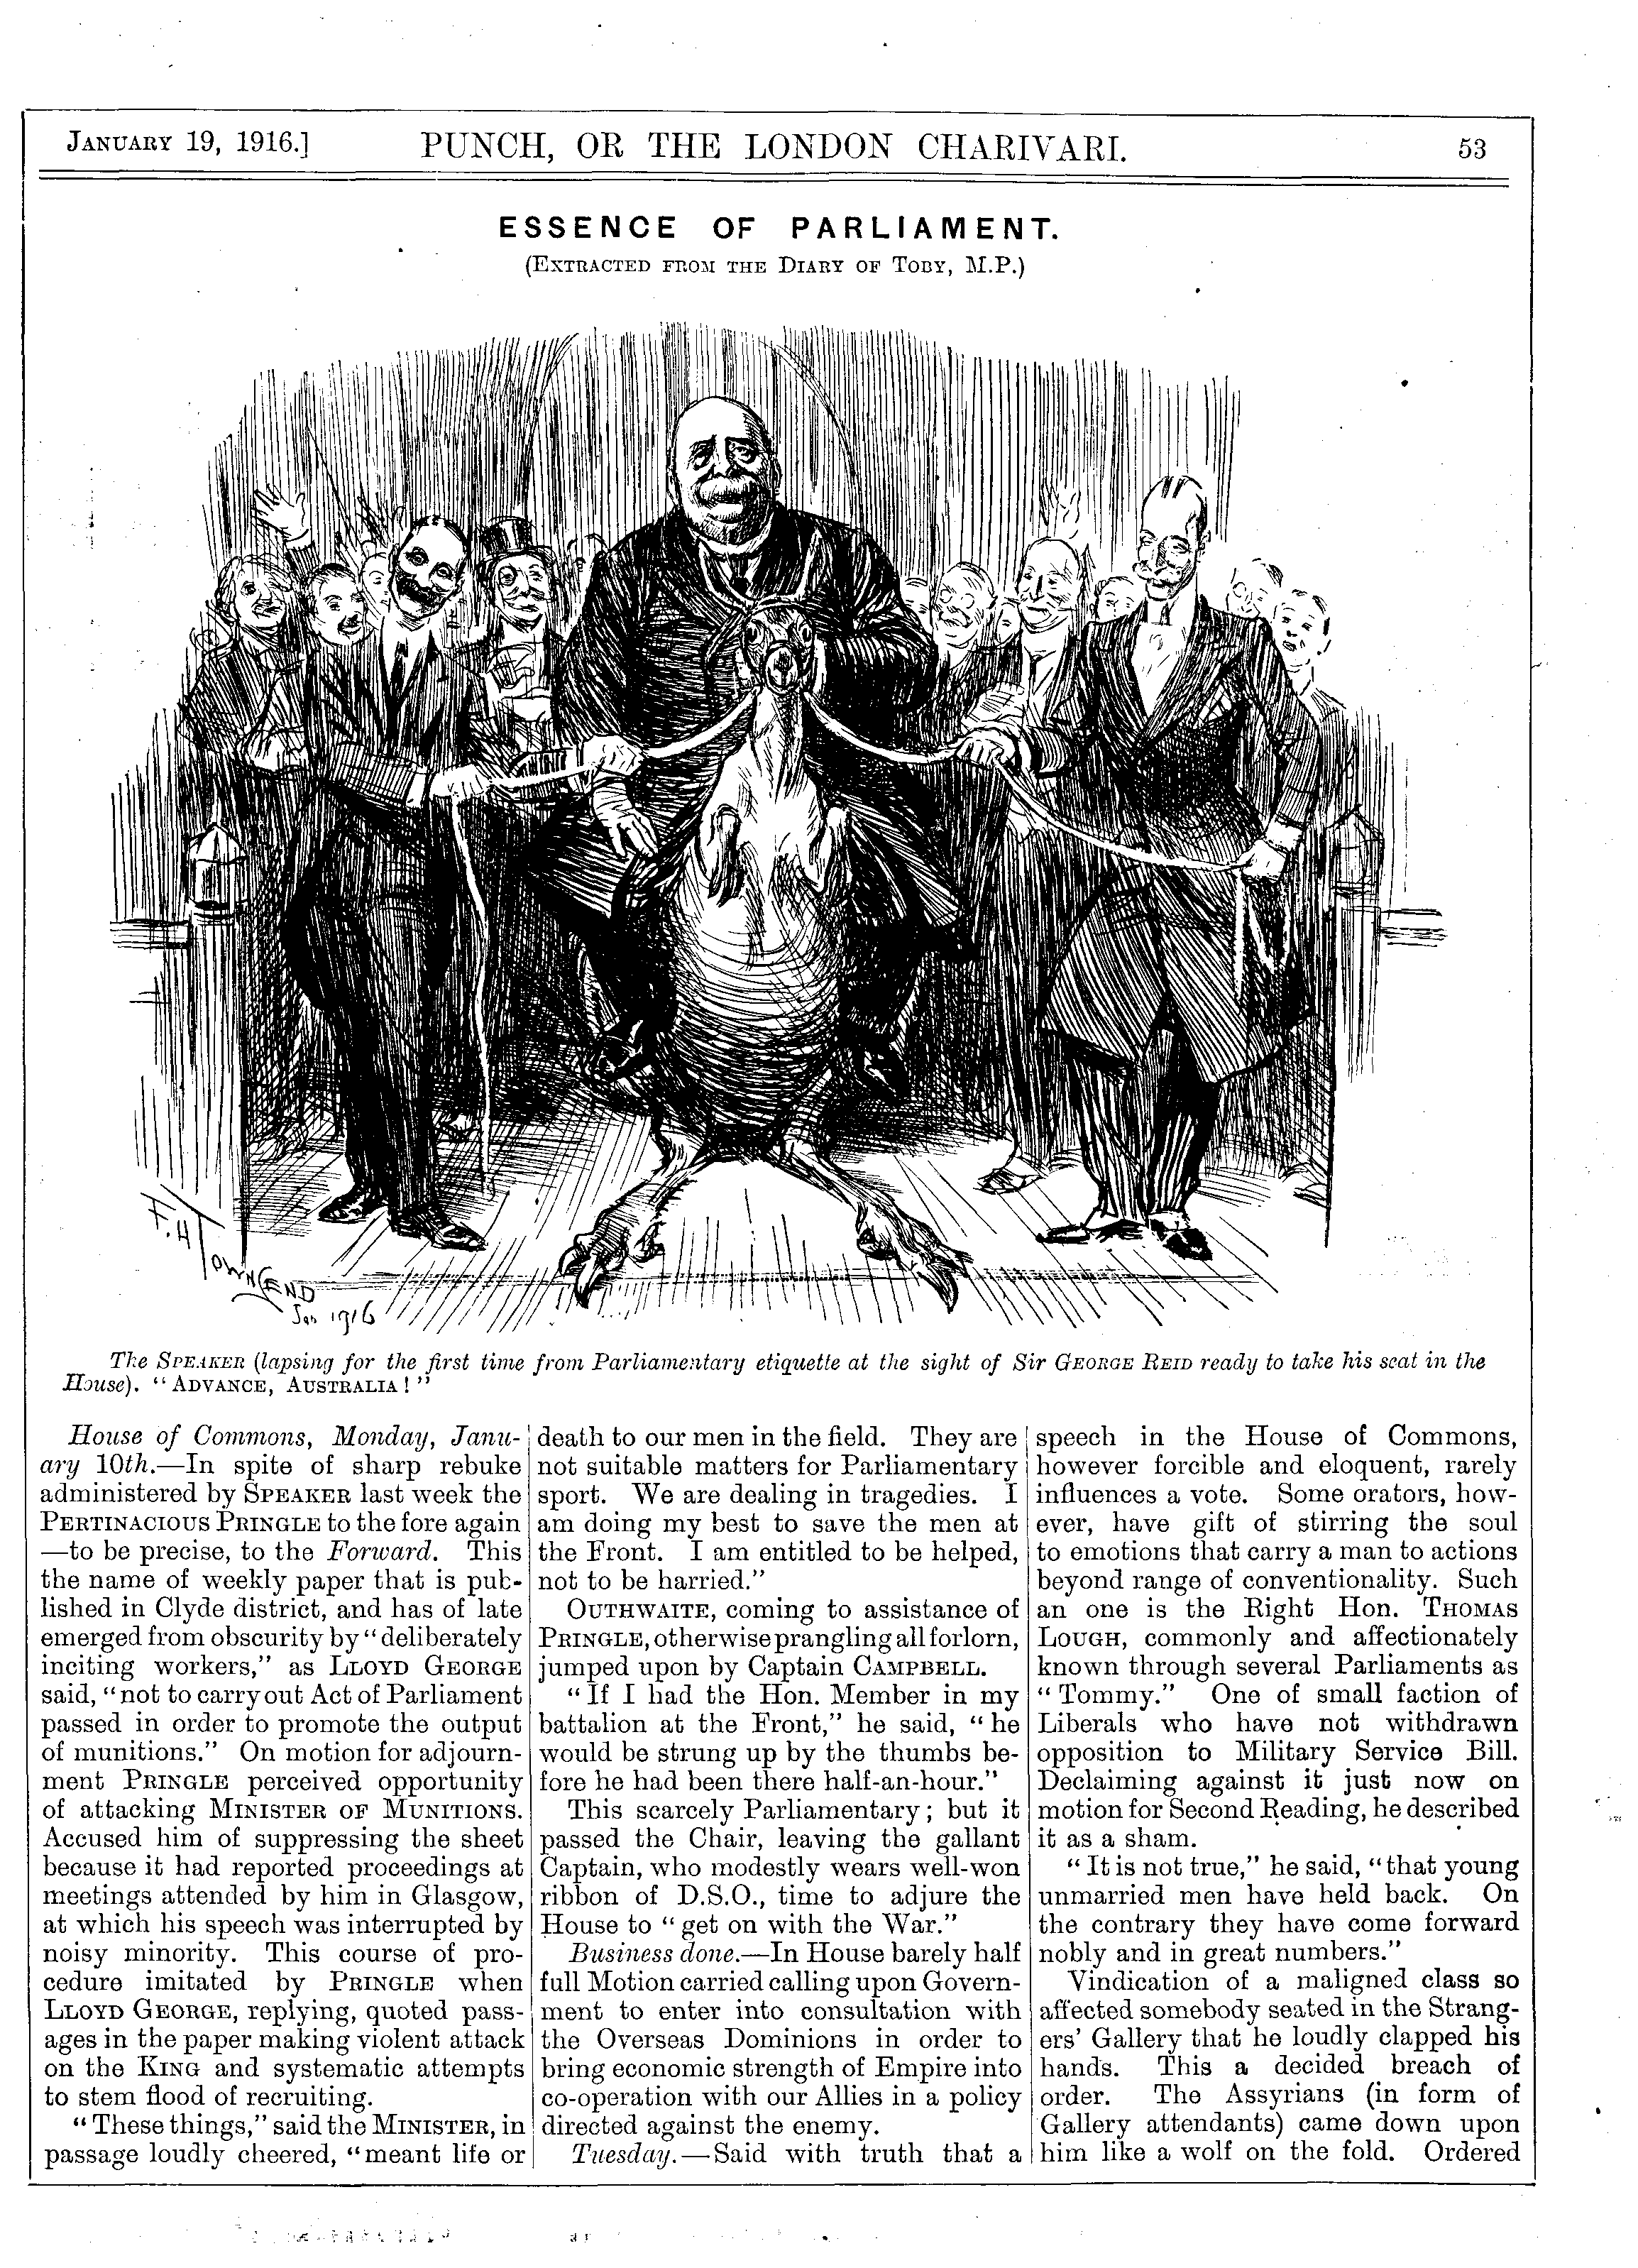 JANUARY 19, 1916.] PUNCH, OR THE LONDON CHARIVARI. 53
ESSENCE OF PARLIAMENT.
(EXTRACTED FROM THE DIARY OF TOBY, M.P.)
F. H. TOWNSEND
Jan 1916
The SPEAKER (lapsing for the first time from Parliamentary etiquette at the sight of Sir GEORGE REID ready to take his seat in the
House). "ADVANCE, AUSTRALIA!"
House of Commons, Monday, Janu-
ary 10th.—In spite of sharp rebuke
administered by SPEAKER last week the
PERTINACIOUS PRINGLE to the fore again
—to be precise, to the Forward. This
the name of weekly paper that is pub-
lished in Clyde district, and has of late
emerged from obscurity by "deliberately
inciting workers," as LLOYD GEORGE
said, "not to carry out Act of Parliament
passed in order to promote the output
of munitions." On motion for adjourn-
ment PRINGLE perceived opportunity
of attacking MINISTER OF MUNITIONS.
Accused him of suppressing the sheet
because it had reported proceedings at
meetings attended by him in Glasgow,
at which his speech was interrupted by
noisy minority. This course of pro-
cedure imitated by PRINGLE when
LLOYD GEORGE, replying, quoted pass-
ages in the paper making violent attack
on the KING and systematic attempts
to stem flood of recruiting.
"These things," said the MINISTER, in
passage loudly cheered, "meant life or
death to our men in the field. They are
not suitable matters for Parliamentary
sport. We are dealing in tragedies. I
am doing my best to save the men at
the Front. I am entitled to be helped,
not to be harried."
OUTHWAITE, coming to assistance of
PRINGLE, otherwise prangling all forlorn,
jumped upon by Captain CAMPBELL.
"If I had the Hon. Member in my
battalion at the Front," he said, "he
would be strung up by the thumbs be-
fore he had been there half-an-hour."
This scarcely Parliamentary; but it
passed the Chair, leaving the gallant
Captain, who modestly wears well-won
ribbon of D.S.O., time to adjure the
House to "get on with the War."
Business done.—In House barely half
full Motion carried calling upon Govern-
ment to enter into consultation with
the Overseas Dominions in order to
bring economic strength of Empire into
co-operation with our Allies in a policy
directed against the enemy.
Tuesday.—Said with truth that a
speech in the House of Commons,
however forcible and eloquent, rarely
influences a vote. Some orators, how-
ever, have gift of stirring the soul
to emotions that carry a man to actions
beyond range of conventionality. Such
an one is the Right Hon. THOMAS
LOUGH, commonly and affectionately
known through several Parliaments as
"Tommy." One of small faction of
Liberals who have not withdrawn
opposition to Military Service Bill.
Declaiming against it just now on
motion for Second Reading, he described
it as a sham.
"It is not true," he said, "that young
unmarried men have held back. On
the contrary they have come forward
nobly and in great numbers."
Vindication of a maligned class so
affected somebody seated in the Strang-
ers' Gallery that he loudly clapped his
hands. This a decided breach of
order. The Assyrians (in form of
Gallery attendants) came down upon
him like a wolf on the fold. Ordered